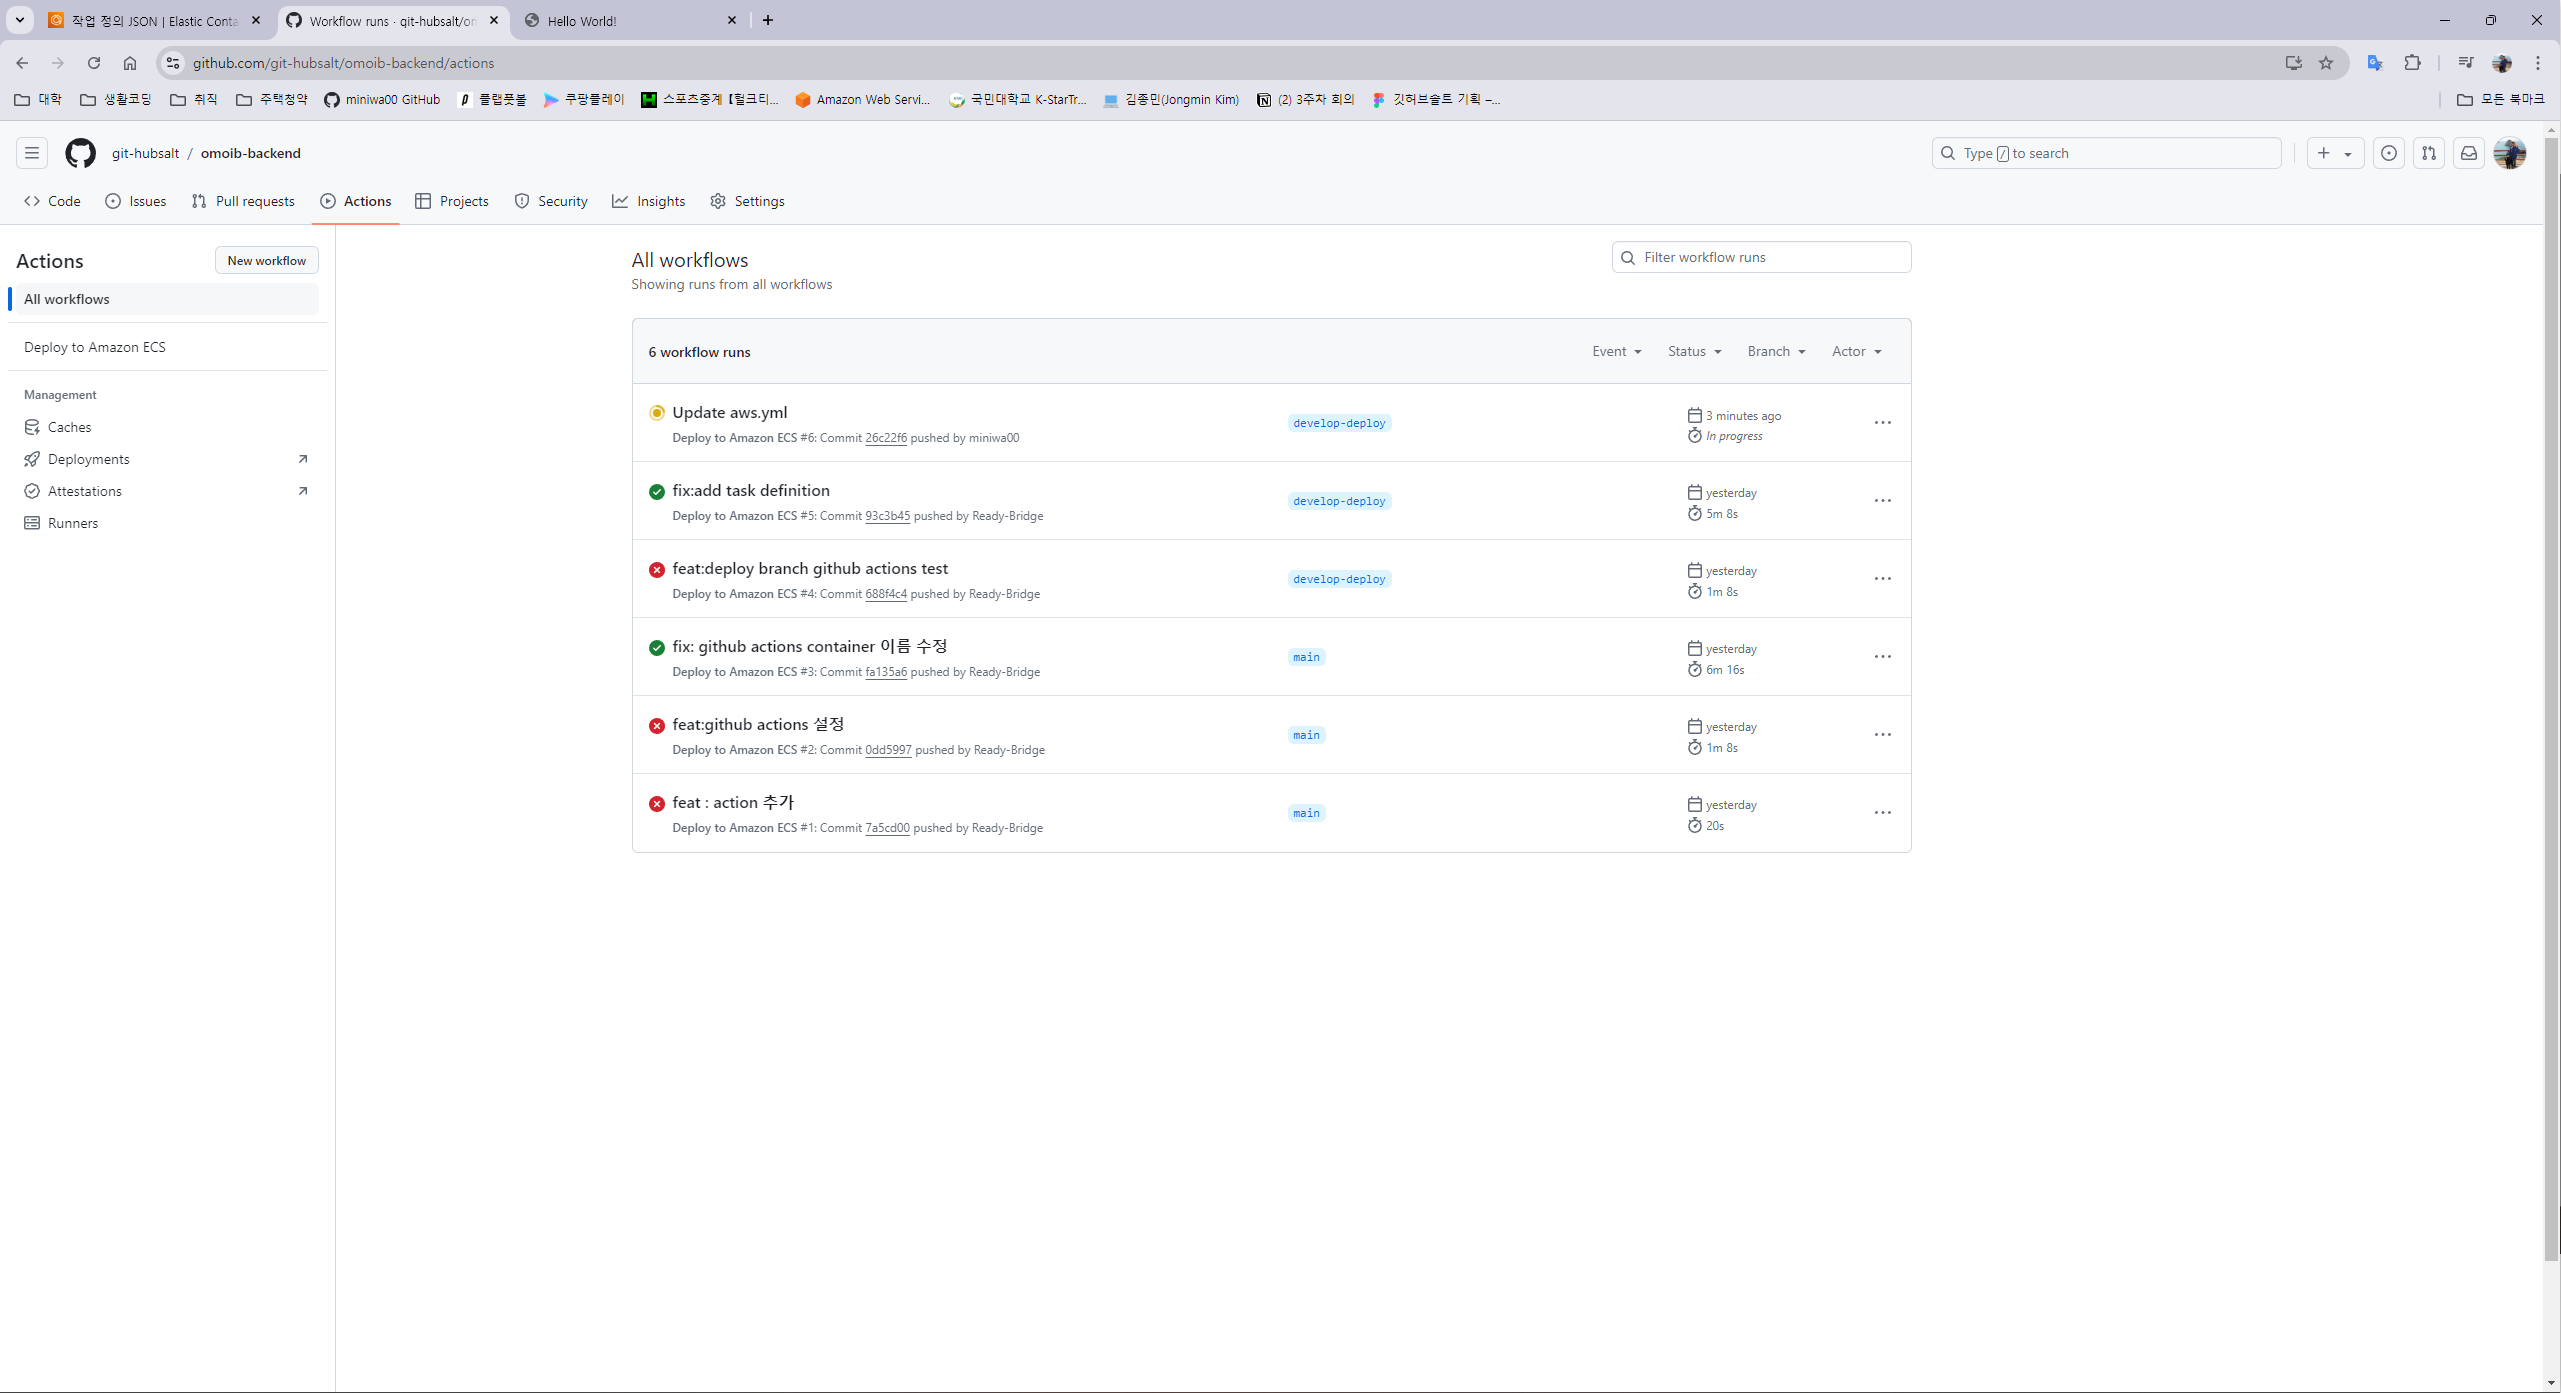 작업 정의 JSON | Elastic Conta
Workflow runs · git-hubsalt/om
Hello World!
github.com/git-hubsalt/omoib-backend/actions
대학
생활코딩
취직
주택청약
miniwa00 GitHub
플랩풋볼
쿠팡플레이
스포츠중계【헐크티...
Amazon Web Servi...
국민대학교 K-StarTr...
김종민(Jongmin Kim)
(2) 3주차 회의
깃허브솔트 기획 –...
모든 북마크
git-hubsalt / omoib-backend
Type / to search
Code
Issues
Pull requests
Actions
Projects
Security
Insights
Settings
Actions
New workflow
All workflows
Deploy to Amazon ECS
Management
Caches
Deployments
Attestations
Runners
All workflows
Showing runs from all workflows
Filter workflow runs
6 workflow runs
Event
Status
Branch
Actor
Update aws.yml
Deploy to Amazon ECS #6: Commit 26c22f6 pushed by miniwa00
develop-deploy
3 minutes ago
In progress
fix:add task definition
Deploy to Amazon ECS #5: Commit 93c3b45 pushed by Ready-Bridge
develop-deploy
yesterday
5m 8s
feat:deploy branch github actions test
Deploy to Amazon ECS #4: Commit 688f4c4 pushed by Ready-Bridge
develop-deploy
yesterday
1m 8s
fix: github actions container 이름 수정
Deploy to Amazon ECS #3: Commit fa135a6 pushed by Ready-Bridge
main
yesterday
6m 16s
feat:github actions 설정
Deploy to Amazon ECS #2: Commit 0dd5997 pushed by Ready-Bridge
main
yesterday
1m 8s
feat : action 추가
Deploy to Amazon ECS #1: Commit 7a5cd00 pushed by Ready-Bridge
main
yesterday
20s